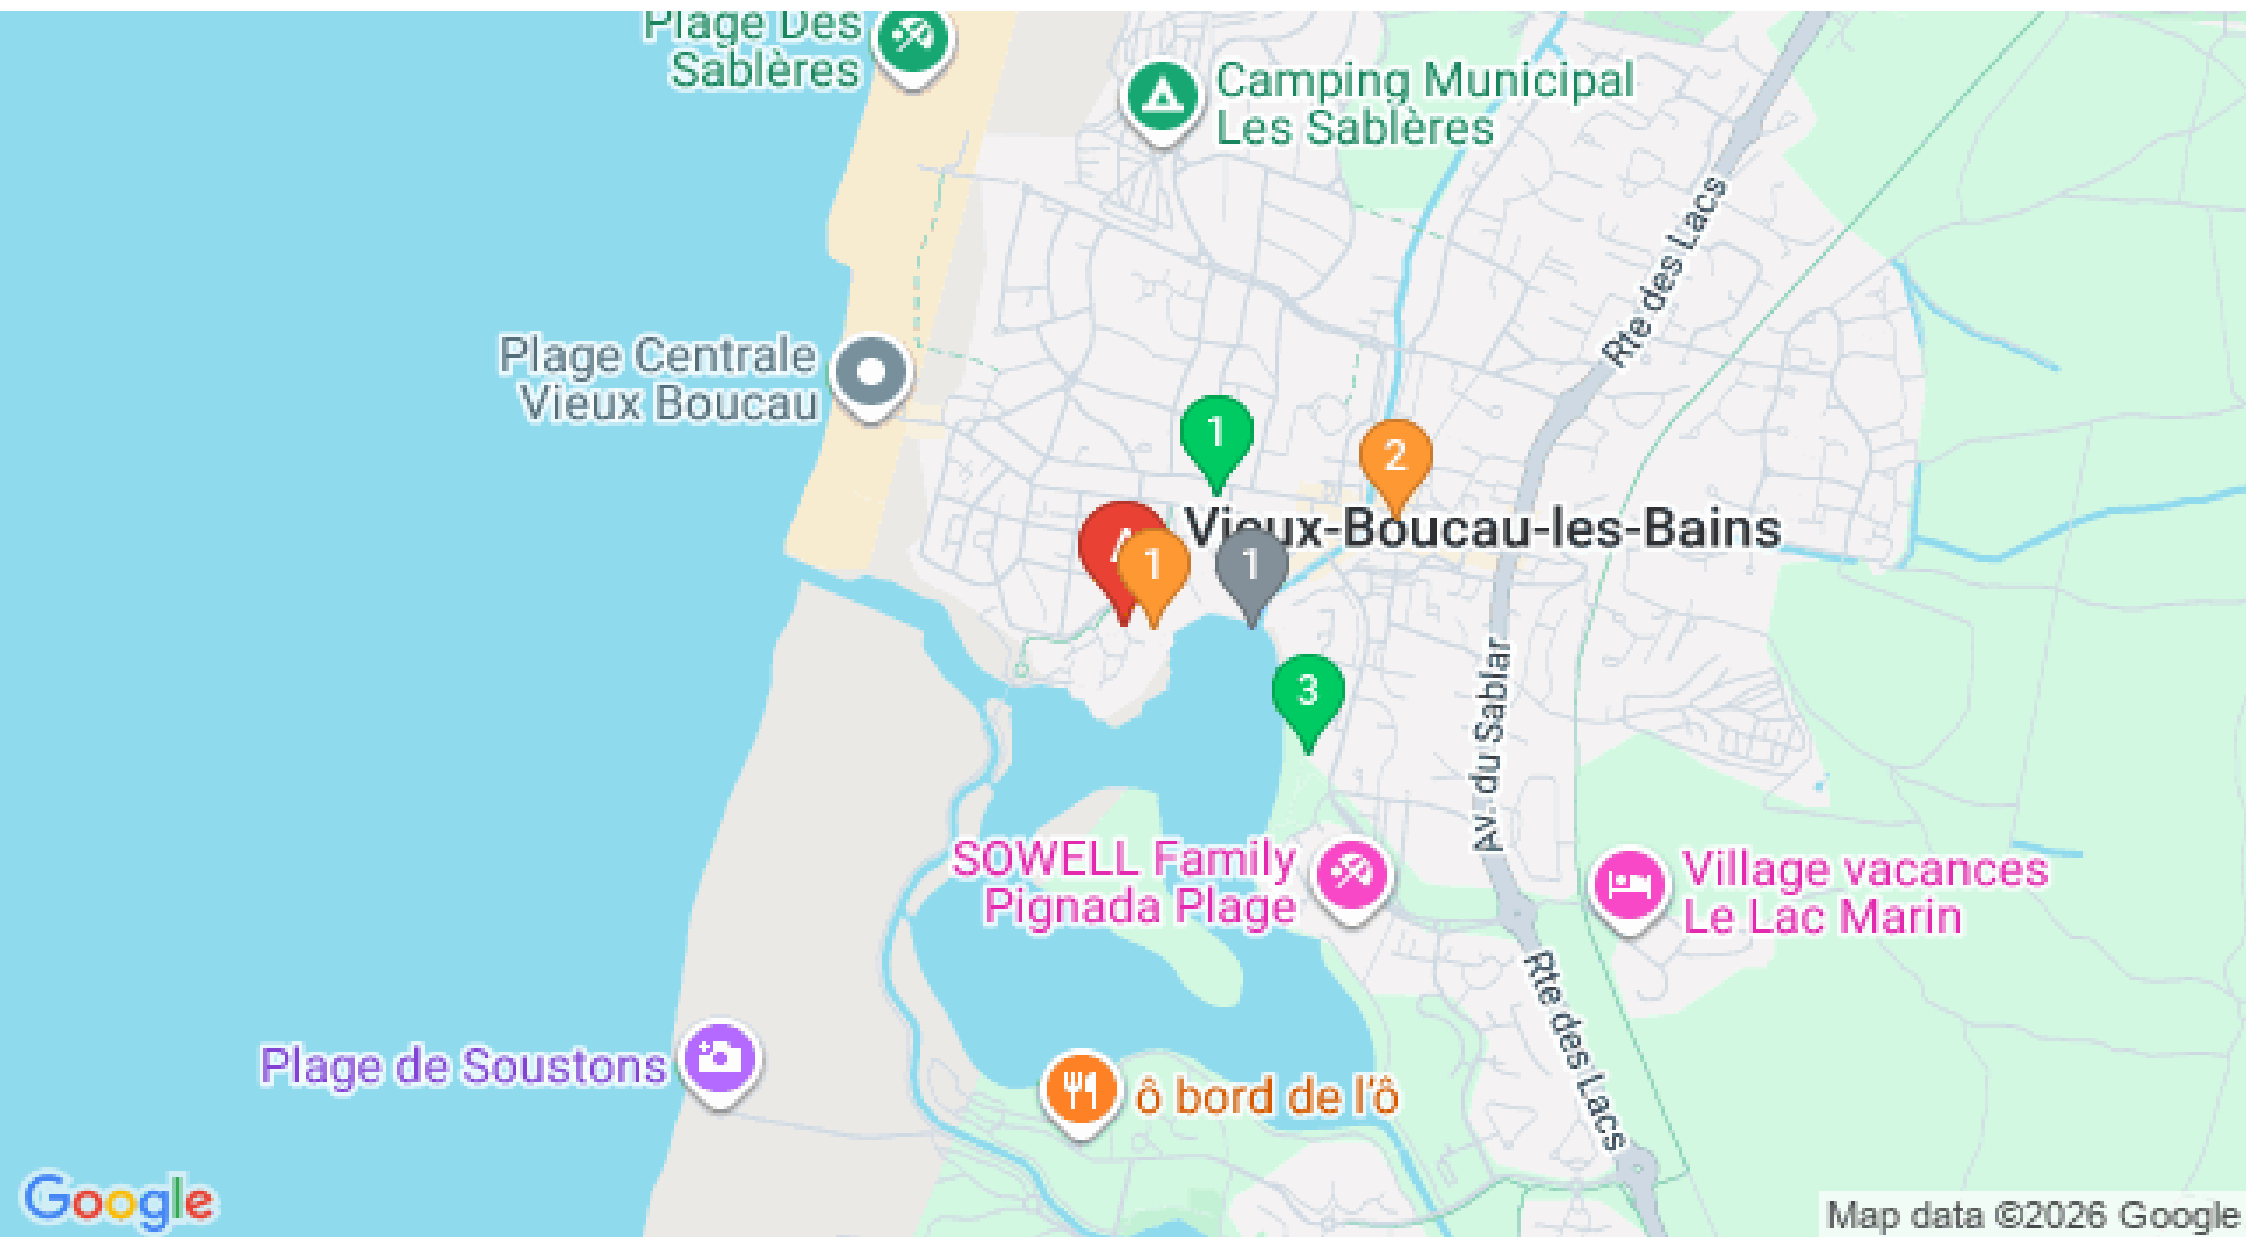 Plage Des
Sablères
Camping Municipal
Les Sablères
Rte des Lacs
Plage Centrale
Vieux Boucau
1
2
Vieux-Boucau-les-Bains
A
1
1
3
Av. du Sablar
SOWELL Family
Pignada Plage
Village vacances
Le Lac Marin
Rte des Lacs
Plage de Soustons
ô bord de l'ô
Google
Map data ©2026 Google